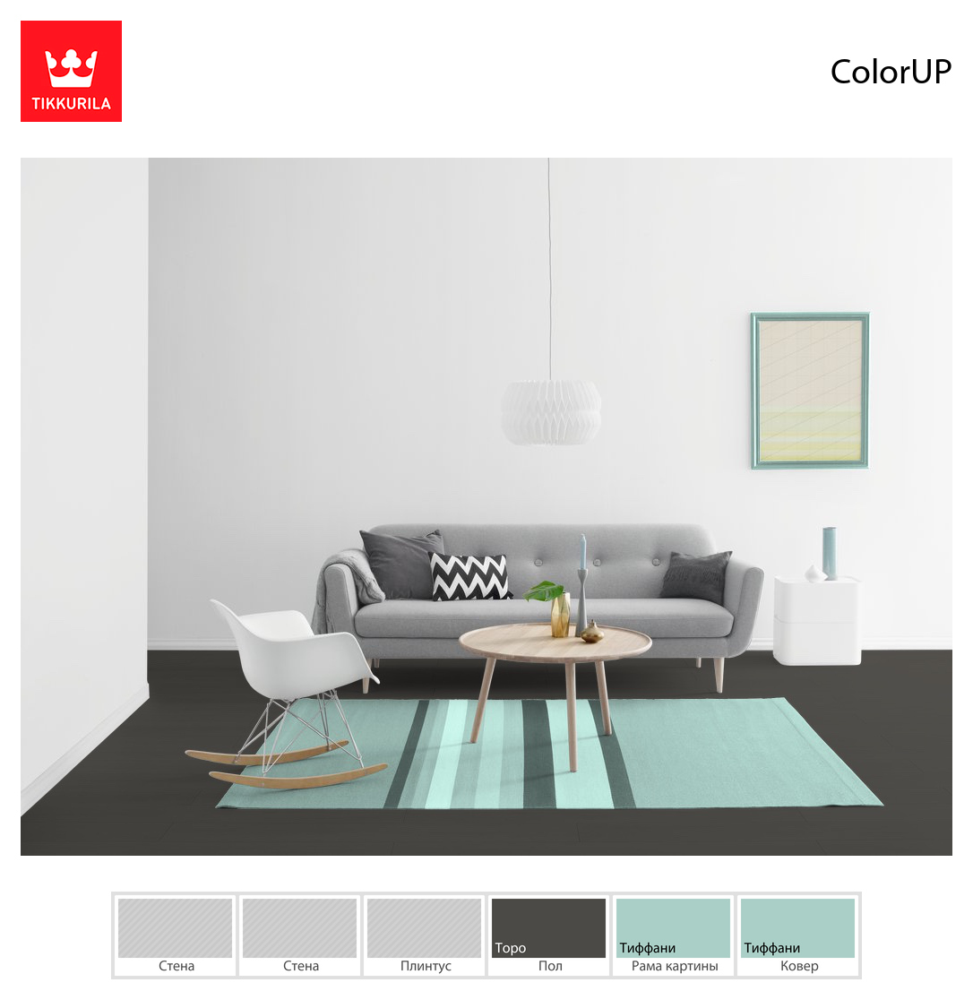 TIKKURILA
ColorUP
Торо
Тиффани
Тиффани
Стена
Стена
Плинтус
Пол
Рама картины
Ковер